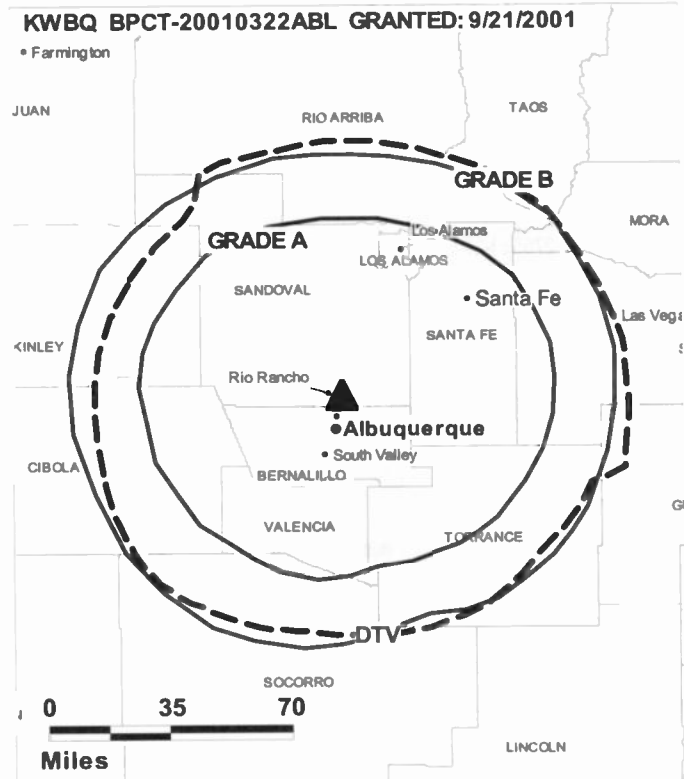 KWBQ BPCT-20010322ABL GRANTED: 9/21/2001
Farmington
JUAN
RIO ARRIBA
TAOS
GRADE B
MORA
GRADE A
Los Alamos
LOS ALAMOS
SANDOVAL
Santa Fe
Las Vega
SANTA FE
KINLEY
Rio Rancho
Albuquerque
South Valley
CIBOLA
BERNALILLO
VALENCIA
TORRANCE
DTV
SOCORRO
0 35 70
Miles
LINCOLN